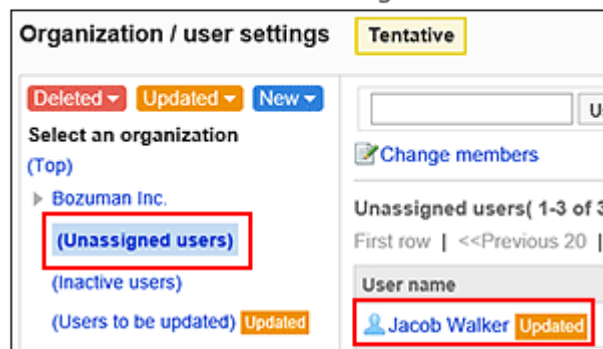 Organization / user settings
Tentative
Deleted
Updated
New
Select an organization
(Top)
Bozuman Inc.
(Unassigned users)
(Inactive users)
(Users to be updated) Updated
Change members
Unassigned users( 1-3 of
First row | <<Previous 20 |
User name
Jacob Walker Updated